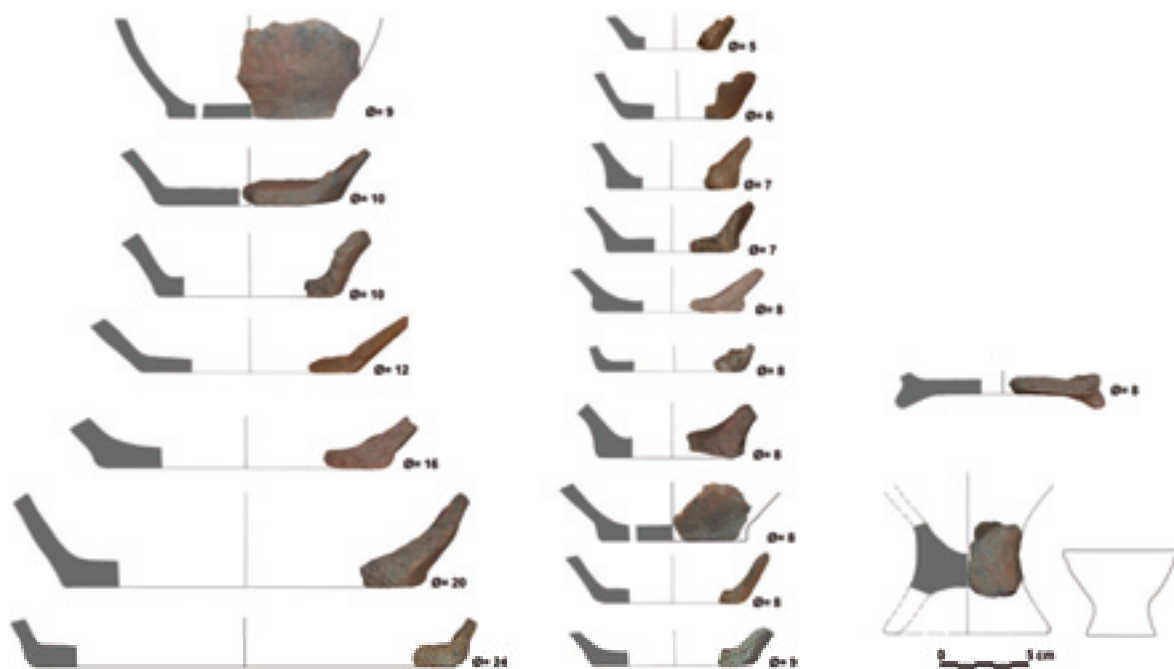 Ø= 9
Ø= 10
Ø= 10
Ø= 12
Ø= 16
Ø= 20
Ø= 24
Ø= 5
Ø= 6
Ø= 7
Ø= 7
Ø= 8
Ø= 8
Ø= 8
Ø= 8
Ø= 8
Ø= 9
Ø= 8
0 5 cm